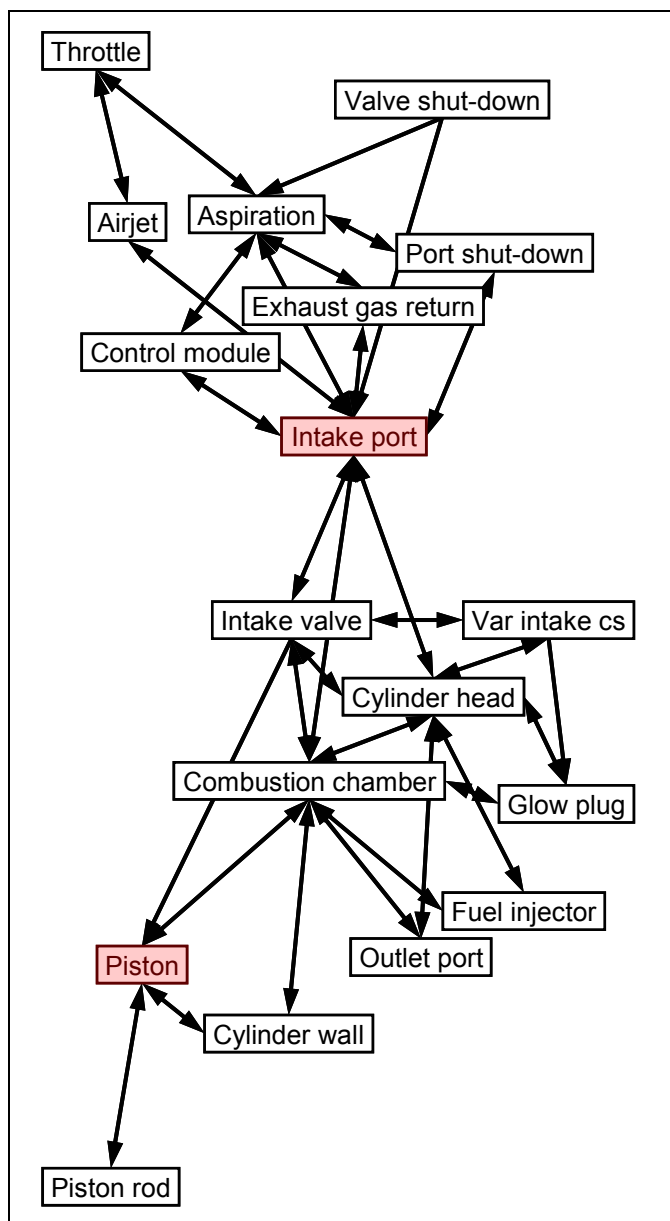 Throttle
Valve shut-down
Airjet
Aspiration
Port shut-down
Exhaust gas return
Control module
Intake port
Intake valve
Var intake cs
Cylinder head
Combustion chamber
Glow plug
Fuel injector
Outlet port
Piston
Cylinder wall
Piston rod